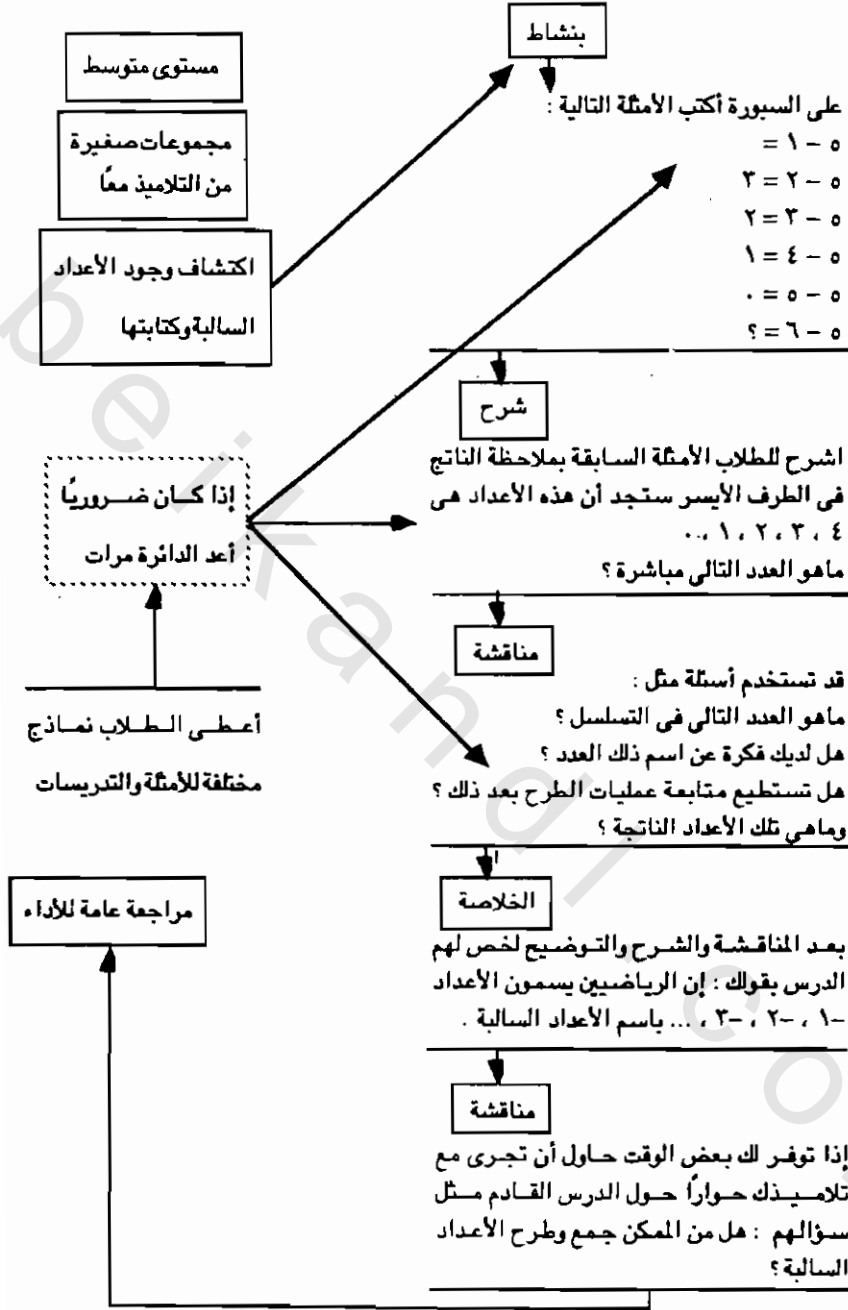 بنشاط
على السبورة أكتب الأمثلة التالية :
٥ – ١ =
٥ – ٢ = ٣
٥ – ٣ = ٢
٥ – ٤ = ١
٥ – ٥ = ٠
٥ – ٦ = ؟
شرح
اشرح للطلاب الأمثلة السابقة بملاحظة الناتج
فى الطرف الأيسر ستجد أن هذه الأعداد هى
٤ ، ٣ ، ٢ ، ١ ، ٠.
ماهو العدد التالى مباشرة ؟
مناقشة
قد تستخدم أسئلة مثل :
ماهو العدد التالى فى التسلسل ؟
هل لديك فكرة عن اسم ذلك العدد ؟
هل تستطيع متابعة عمليات الطرح بعد ذلك ؟
وماهي تلك الأعداد الناتجة ؟
الخلاصة
بعد المناقشة والشرح والتوضيح لخص لهم
الدرس بقولك : إن الرياضيين يسمون الأعداد
–١ ، –٢ ، –٣ ، ... باسم الأعداد السالبة .
مناقشة
إذا توفر لك بعض الوقت حاول أن تجرى مع
تلاميذك حوارًا حول الدرس القادم مثل
سؤالهم : هل من الممكن جمع وطرح الأعداد
السالبة ؟
مستوى متوسط
مجموعات صغيرة
من التلاميذ معًا
اكتشاف وجود الأعداد
السالبة وكتابتها
إذا كان ضروريًا
أعد الدائرة مرات
أعطى الطلاب نماذج
مختلفة للأمثلة والتدريسات
مراجعة عامة للأداء
beikandl.co